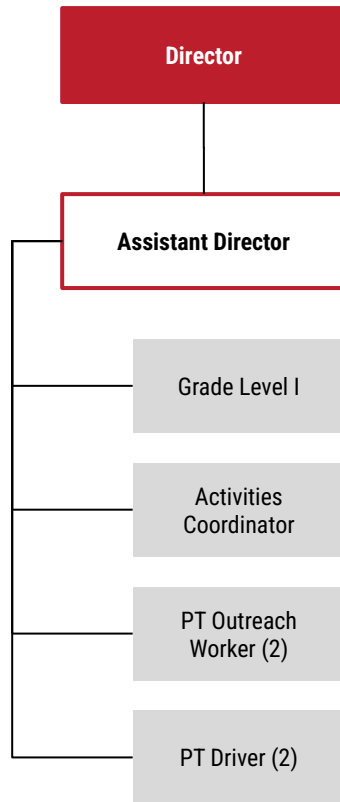 Director
Assistant Director
Grade Level I
Activities
Coordinator
PT Outreach
Worker (2)
PT Driver (2)